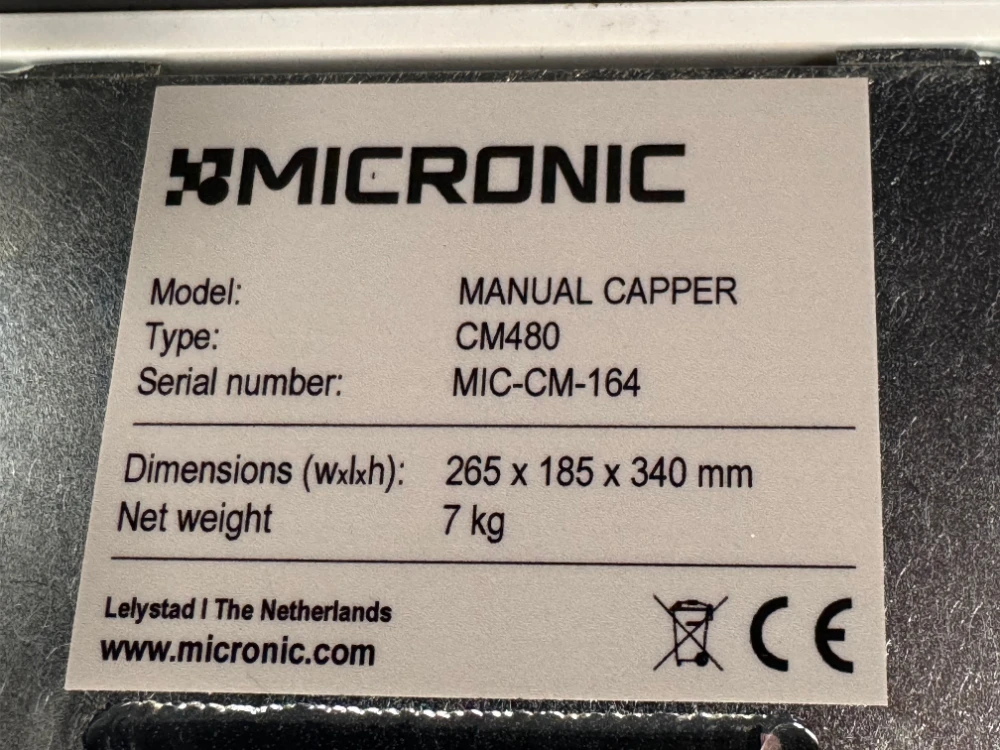 MICRONIC
Model: MANUAL CAPPER
Type: CM480
Serial number: MIC-CM-164
Dimensions (wxlxh): 265 x 185 x 340 mm
Net weight 7 kg
Lelystad | The Netherlands
www.micronic.com
CE